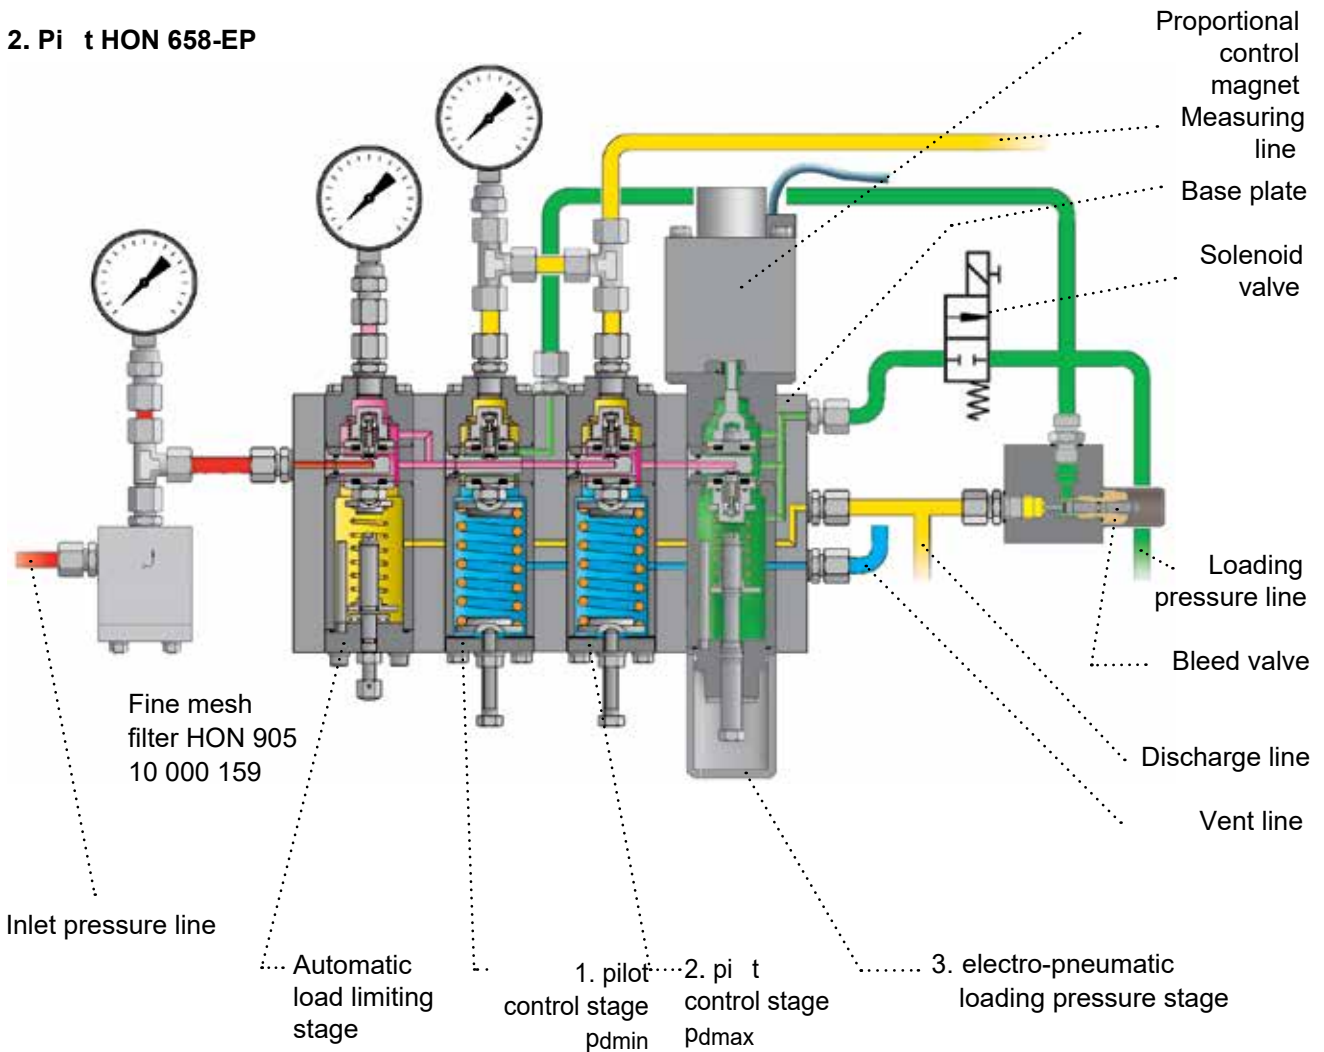 2. Pi t HON 658-EP
Proportional
control
magnet
Measuring
line
Base plate
Solenoid
valve
Loading
pressure line
Bleed valve
Discharge line
Vent line
Fine mesh
filter HON 905
10 000 159
Inlet pressure line
Automatic
load limiting
stage
1. pilot
control stage
pdmin
2. pi t
control stage
pdmax
3. electro-pneumatic
loading pressure stage